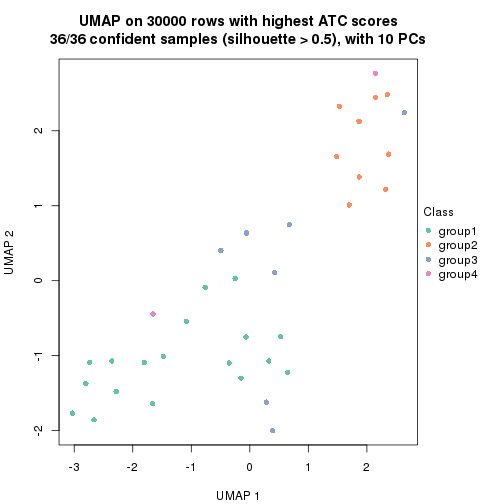 UMAP on 30000 rows with highest ATC scores
36/36 confident samples (silhouette > 0.5), with 10 PCs
UMAP 2
2
1
0
-1
-2
-3
-2
-1
0
1
2
UMAP 1
Class
group1
group2
group3
group4